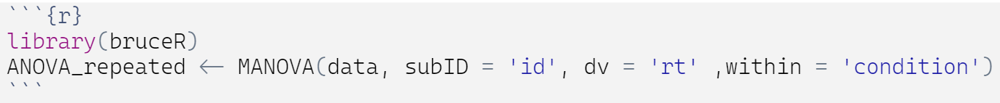 ```{r}
library(bruceR)
ANOVA_repeated <- MANOVA(data, subID = 'id', dv = 'rt' ,within = 'condition')
```